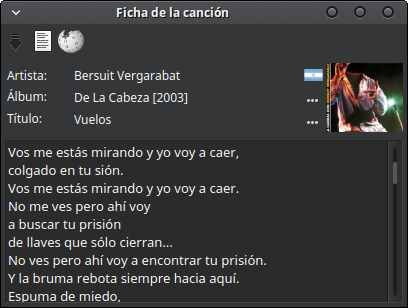 Ficha de la canción
Artista: Bersuit Vergarabat
Álbum: De La Cabeza [2003] ...
Título: Vuelos ...
Vos me estás mirando y yo voy a caer,
colgado en tu sión.
Vos me estás mirando y yo voy a caer.
No me ves pero ahí voy
a buscar tu prisión
de llaves que sólo cierran...
No ves pero ahí voy a encontrar tu prisión.
Y la bruma rebota siempre hacia aquí.
Espuma de miedo,